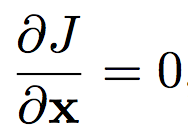 ∂J/∂𝐱 = 0.